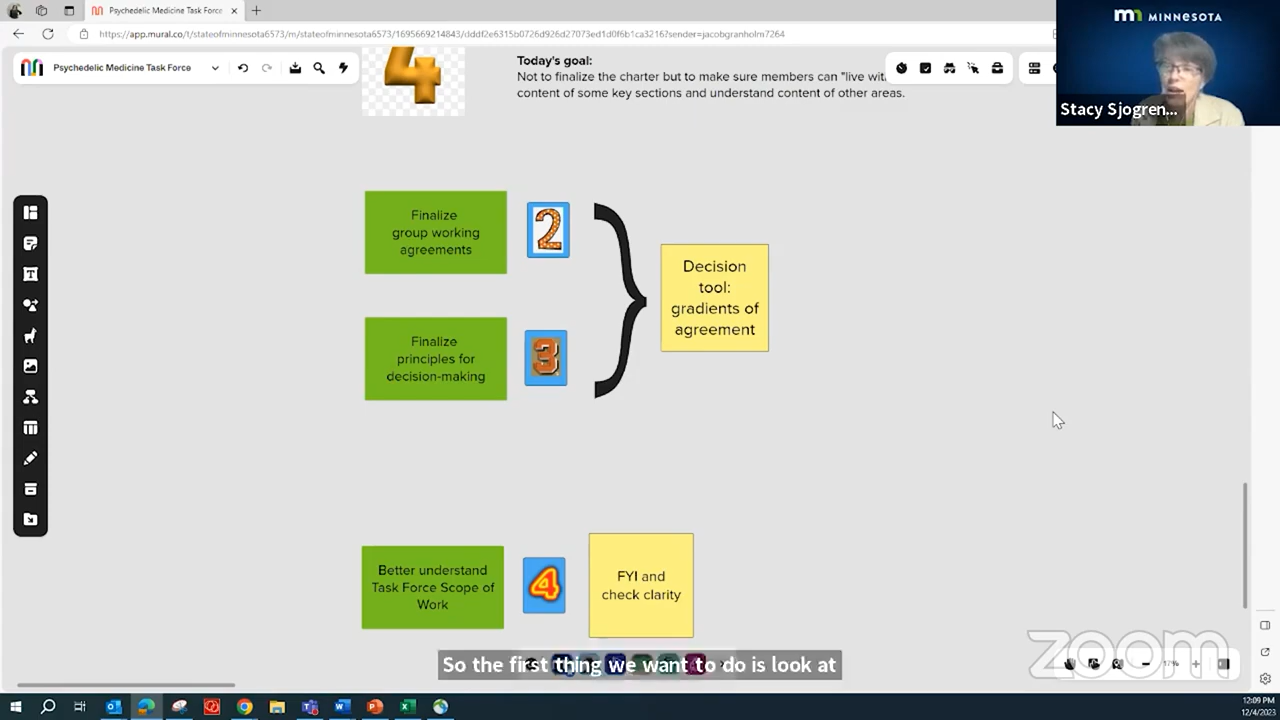 Psychedelic Medicine Task Force
https://app.mural.co/t/stateofminnesota6573/m/stateofminnesota6573/1695669214843/dddf2e6315b0726d926d27073ed1d0f6b1ca3216?sender=jacobgranholm7264
MINNESOTA
Psychedelic Medicine Task Force
4
Today's goal:
Not to finalize the charter but to make sure members can "live wit
content of some key sections and understand content of other areas.
Stacy Sjogren...
Finalize
group working
agreements
2
Decision
tool:
gradients of
agreement
Finalize
principles for
decision-making
3
Better understand
Task Force Scope of
Work
4
FYI and
check clarity
So the first thing we want to do is look at
zoom
12:09 PM
12/4/2023